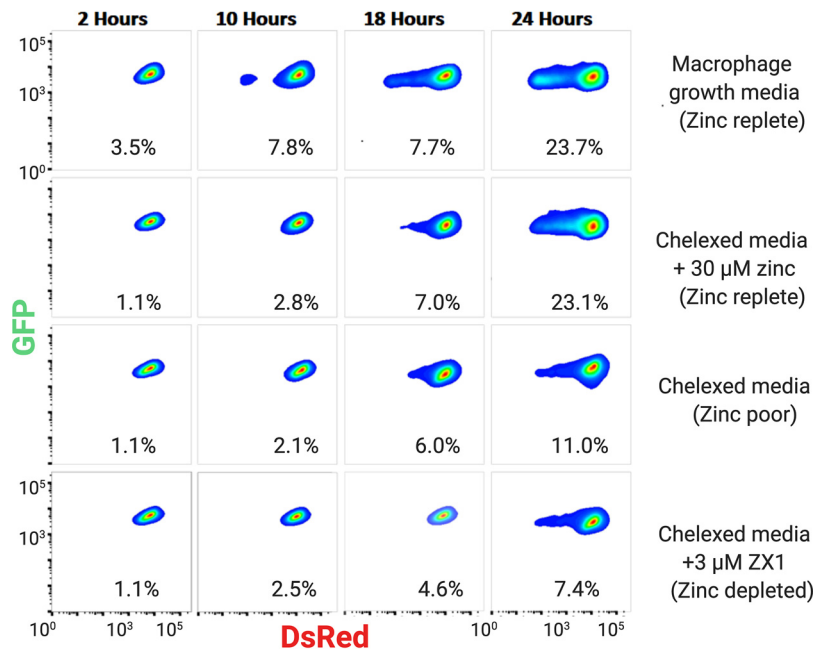 2 Hours 10 Hours 18 Hours 24 Hours
10⁵
10³
10⁰
3.5% 7.8% 7.7% 23.7%
Macrophage
growth media
(Zinc replete)
1.1% 2.8% 7.0% 23.1%
Chelexed media
+ 30 µM zinc
(Zinc replete)
GFP
1.1% 2.1% 6.0% 11.0%
Chelexed media
(Zinc poor)
10⁵
10³
1.1% 2.5% 4.6% 7.4%
Chelexed media
+3 µM ZX1
(Zinc depleted)
10⁰ 10³ 10⁵ 10⁰ 10³ 10⁵
DsRed